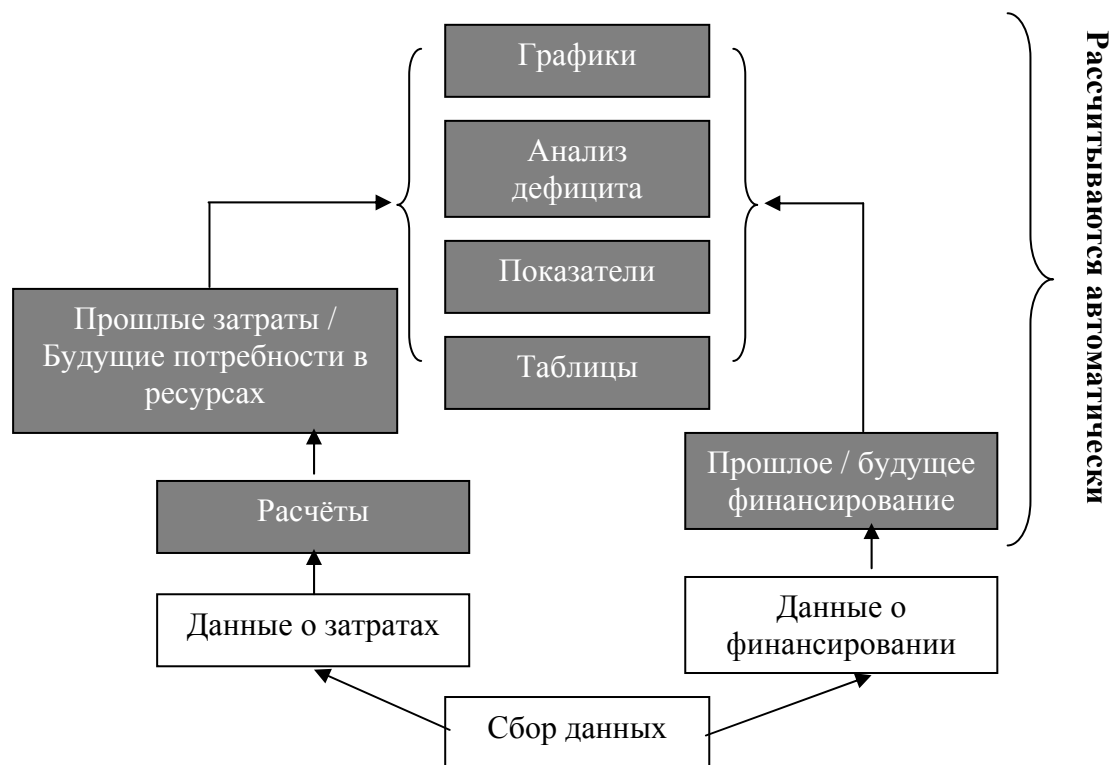 Графики
Анализ
дефицита
Показатели
Таблицы
Прошлые затраты /
Будущие потребности в
ресурсах
Расчёты
Данные о затратах
Прошлое / будущее
финансирование
Данные о
финансировании
Сбор данных
Рассчитываются автоматически